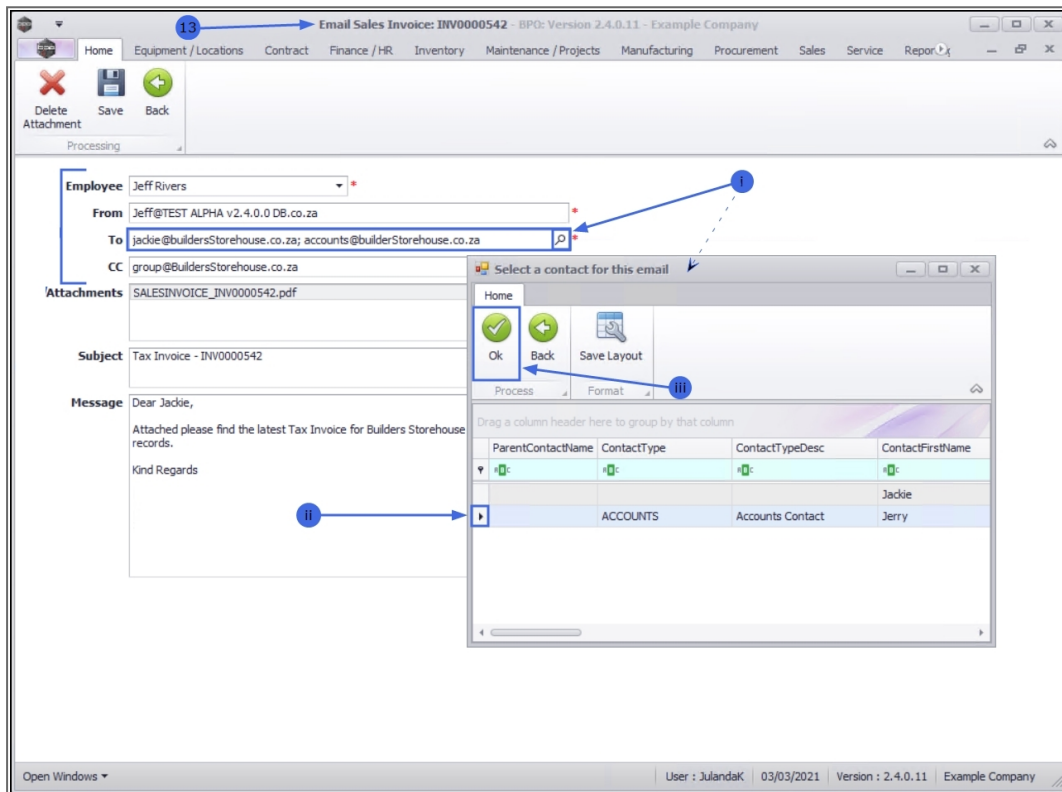 13
Email Sales Invoice: INV0000542 - BPO: Version 2.4.0.11 - Example Company
Home Equipment / Locations Contract Finance / HR Inventory Maintenance / Projects Manufacturing Procurement Sales Service
Delete Attachment Save Back
Processing
Employee Jeff Rivers *
i
From Jeff@TEST ALPHA v2.4.0.0 DB.co.za *
To jackie@buildersStorehouse.co.za; accounts@builderStorehouse.co.za *
CC group@BuildersStorehouse.co.za
Attachments SALESINVOICE_INV0000542.pdf
Subject Tax Invoice - INV0000542
Message Dear Jackie,
Attached please find the latest Tax Invoice for Builders Storehouse
records.
Kind Regards
ii
Select a contact for this email
Home
Ok Back Save Layout
iii
Process Format
Drag a column header here to group by that column
ParentContactName ContactType ContactTypeDesc ContactFirstName
Jackie
ACCOUNTS Accounts Contact Jerry
Open Windows User : JulandaK 03/03/2021 Version : 2.4.0.11 Example Company